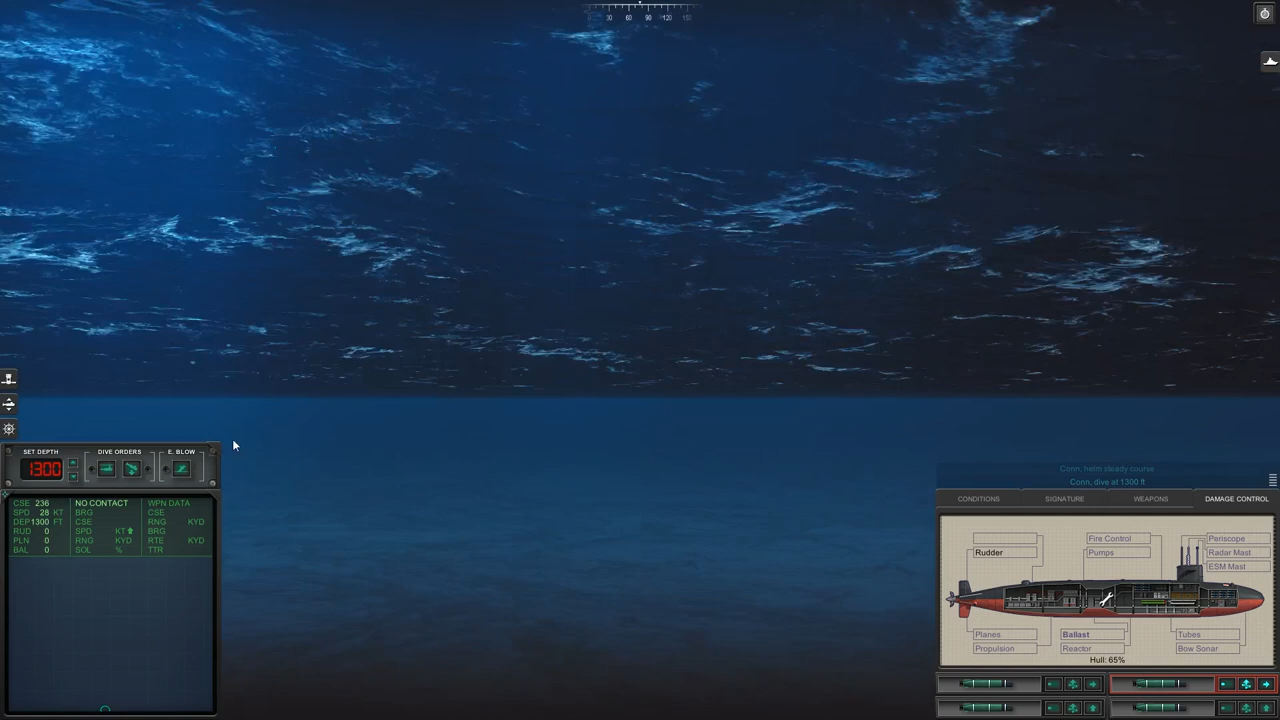 30 60 90 120 150
SET DEPTH DIVE ORDERS E. BLOW
1300
CSE 236 NO CONTACT WPN DATA
SPD 28 KT BRG CSE
DEP 1300 FT CSE RNG KYD
RUD 0 SPD KT BRG
PLN 0 RNG KYD RTE KYD
BAL 0 SOL % TTR
Conn, helm steady course
Conn, dive at 1300 ft
CONDITIONS SIGNATURE WEAPONS DAMAGE CONTROL
Fire Control Periscope
Rudder Pumps Radar Mast
ESM Mast
Planes Ballast Tubes
Propulsion Reactor Bow Sonar
Hull: 65%